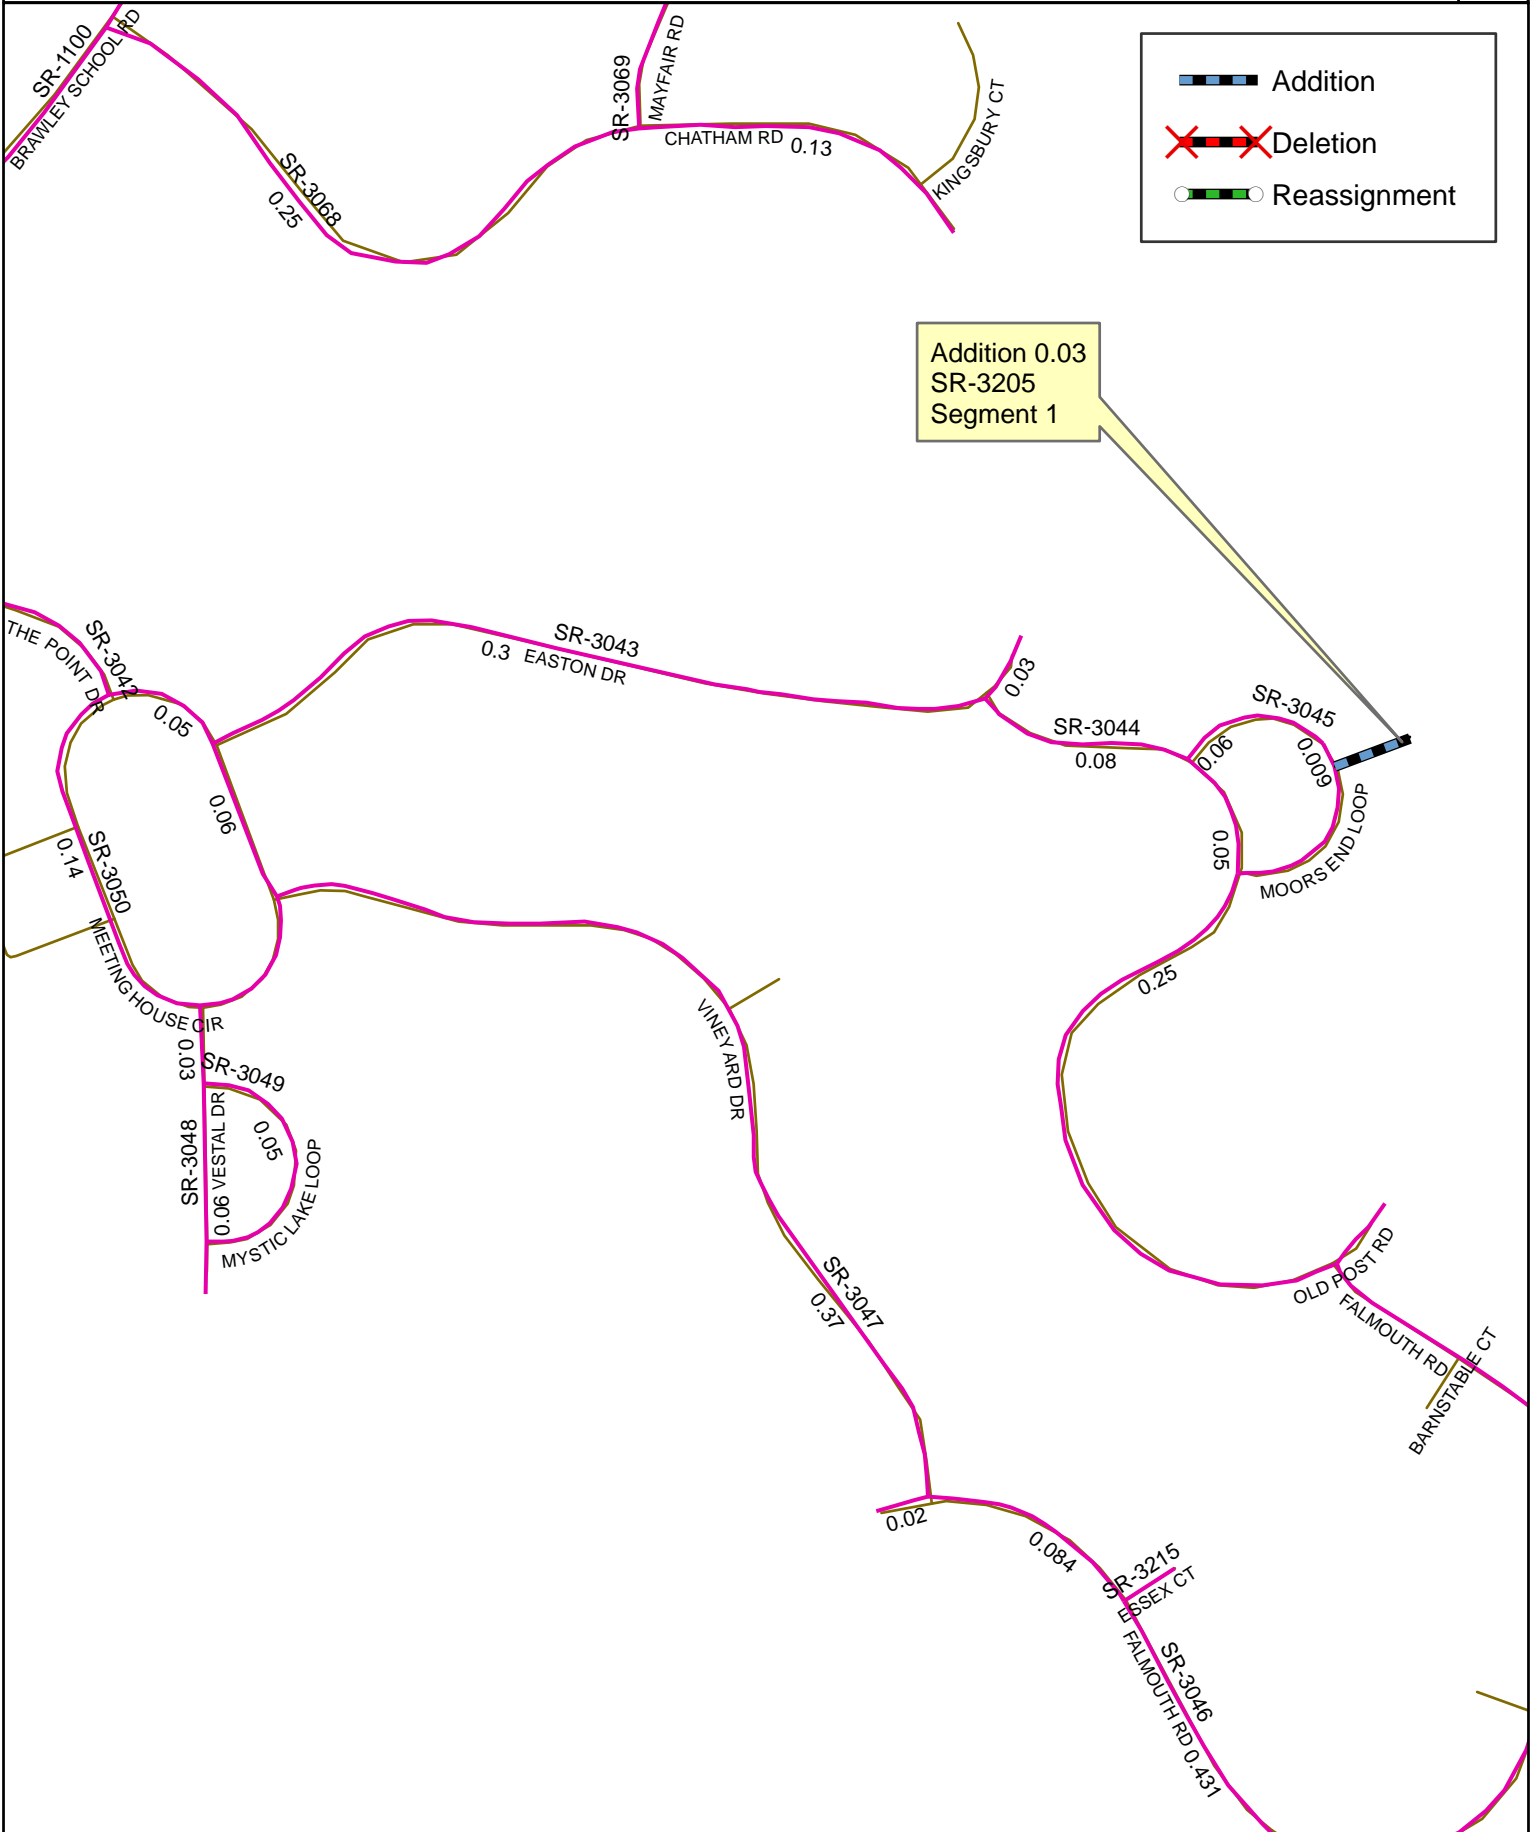 SR-1100
BRAWLEY SCHOOL RD
SR-3068
0.25
SR-3069
MAYFAIR RD
CHATHAM RD
0.13
KINGSBURY CT
Addition
Deletion
Reassignment
Addition 0.03
SR-3205
Segment 1
THE POINT DR
SR-3042
0.05
SR-3043
0.3
EASTON DR
0.03
SR-3044
0.08
SR-3045
0.06
0.009
MOORS END LOOP
0.05
0.06
0.14
SR-3050
MEETING HOUSE CIR
0.25
VINEYARD DR
0.03
SR-3049
0.05
SR-3048
0.06
VESTAL DR
MYSTIC LAKE LOOP
SR-3047
0.37
OLD POST RD
FALMOUTH RD
BARNSTABLE CT
0.02
0.084
SR-3215
ESSEX CT
SR-3046
FALMOUTH RD
0.431